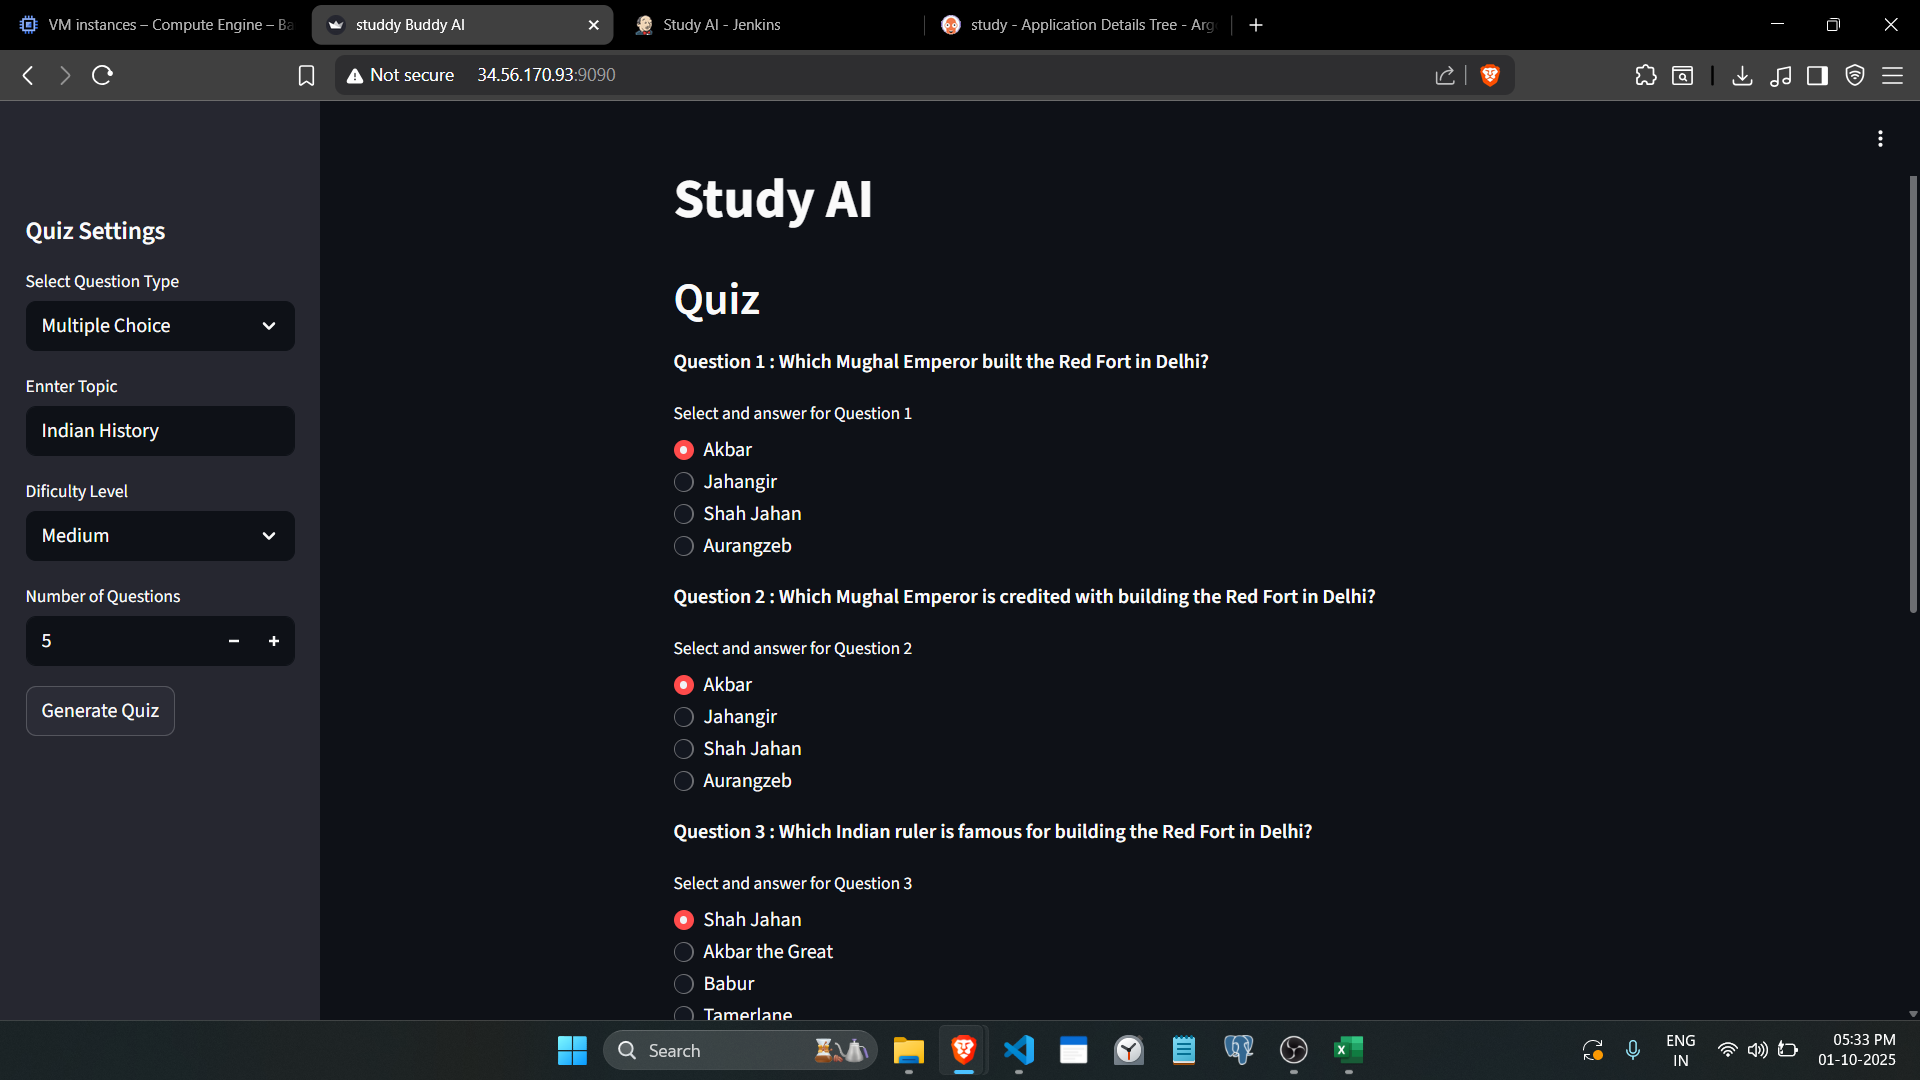 VM instances – Compute Engine – Ba
studdy Buddy AI
Study AI - Jenkins
study - Application Details Tree - Arg
Not secure
34.56.170.93:9090
Quiz Settings
Select Question Type
Multiple Choice
Ennter Topic
Indian History
Dificulty Level
Medium
Number of Questions
5
Generate Quiz
Study AI
Quiz
Question 1 : Which Mughal Emperor built the Red Fort in Delhi?
Select and answer for Question 1
Akbar
Jahangir
Shah Jahan
Aurangzeb
Question 2 : Which Mughal Emperor is credited with building the Red Fort in Delhi?
Select and answer for Question 2
Akbar
Jahangir
Shah Jahan
Aurangzeb
Question 3 : Which Indian ruler is famous for building the Red Fort in Delhi?
Select and answer for Question 3
Shah Jahan
Akbar the Great
Babur
Tamerlane
Search
ENG
IN
05:33 PM
01-10-2025